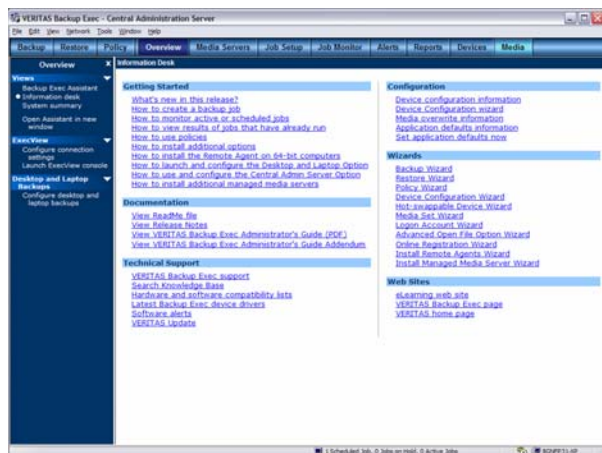 VERITAS Backup Exec - Central Administration Server
File Edit View Network Tools Window Help
Backup Restore Policy Overview Media Servers Job Setup Job Monitor Alerts Reports Devices Media
Overview
Information Desk
Views
Backup Exec Assistant
Information desk
System summary
Open Assistant in new
window
ExecView
Configure connection
settings
Launch ExecView console
Desktop and Laptop
Backups
Configure desktop and
laptop backups
Getting Started
What's new in this release?
How to create a backup job
How to monitor active or scheduled jobs
How to view results of jobs that have already run
How to use policies
How to install additional options
How to install the Remote Agent on 64-bit computers
How to launch and configure the Desktop and Laptop Option
How to use and configure the Central Admin Server Option
How to install additional managed media servers
Documentation
View ReadMe file
View Release Notes
View VERITAS Backup Exec Administrator's Guide (PDF)
View VERITAS Backup Exec Administrator's Guide Addendum
Technical Support
VERITAS Backup Exec support
Search Knowledge Base
Hardware and software compatibility lists
Latest Backup Exec device drivers
Software alerts
VERITAS Update
Configuration
Device configuration information
Device Configuration wizard
Media overwrite information
Application defaults information
Set application defaults now
Wizards
Backup Wizard
Restore Wizard
Policy Wizard
Device Configuration Wizard
Hot-swappable Device Wizard
Media Set Wizard
Logon Account Wizard
Advanced Open File Option Wizard
Online Registration Wizard
Install Remote Agents Wizard
Install Managed Media Server Wizard
Web Sites
eLearning web site
VERITAS Backup Exec page
VERITAS home page
1 Scheduled Job, 0 Jobs on Hold, 0 Active Jobs